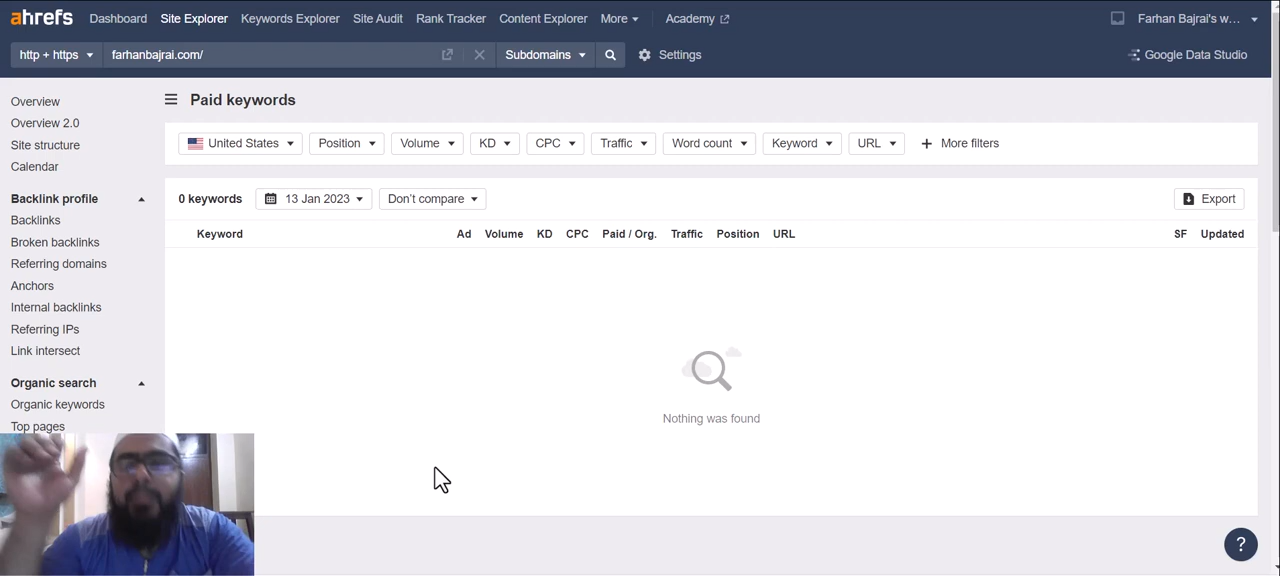 ahrefs Dashboard Site Explorer Keywords Explorer Site Audit Rank Tracker Content Explorer More Academy Farhan Bajrai's w...
http + https farhanbajrai.com/ Subdomains Settings Google Data Studio
Overview
Paid keywords
Overview 2.0
Site structure
United States Position Volume KD CPC Traffic Word count Keyword URL + More filters
Calendar
Backlink profile
0 keywords 13 Jan 2023 Don't compare Export
Backlinks
Keyword Ad Volume KD CPC Paid / Org. Traffic Position URL SF Updated
Broken backlinks
Referring domains
Anchors
Internal backlinks
Referring IPs
Link intersect
Organic search
Organic keywords
Nothing was found
Top pages
?